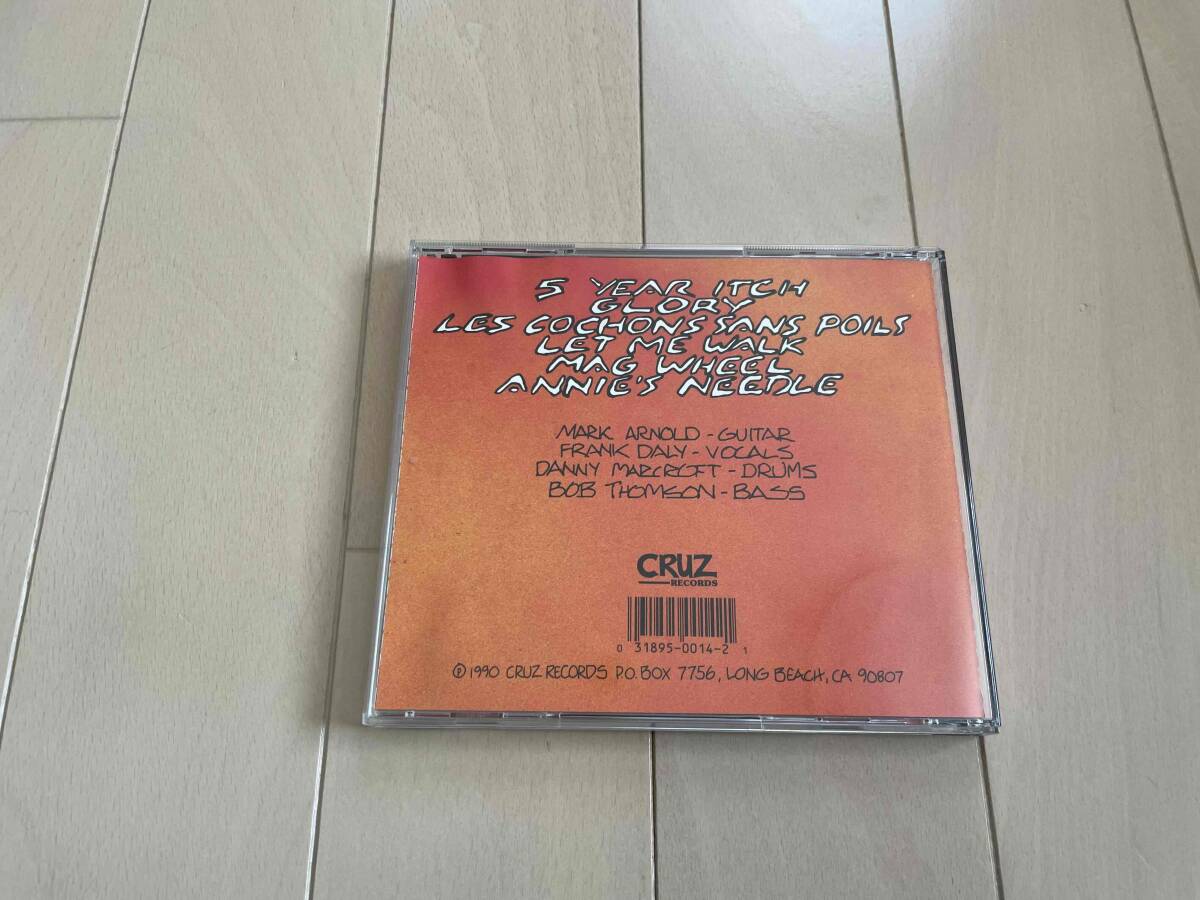 5 YEAR ITCH
GLORY
LES COCHONS SANS POILS
LET ME WALK
MAG WHEEL
ANNIE'S NEEDLE
MARK ARNOLD - GUITAR
FRANK DALY - VOCALS
DANNY MARCROFT - DRUMS
BOB THOMSON - BASS
CRUZ
RECORDS
0 31895-0014-2 1
℗ 1990 CRUZ RECORDS P.O. BOX 7756, LONG BEACH, CA 90807